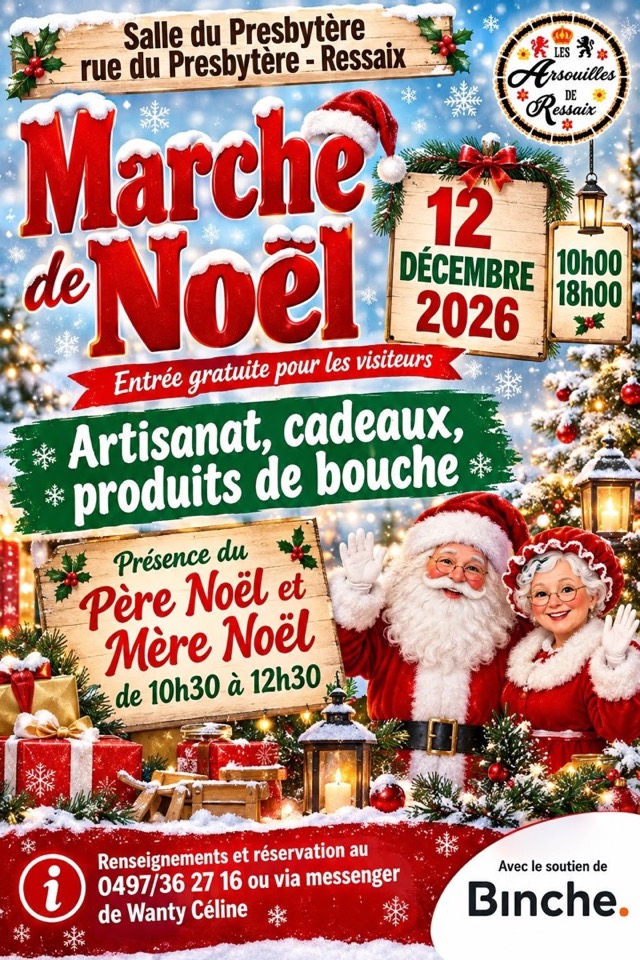 Salle du Presbytère
rue du Presbytère - Ressaix
LES
Arsouilles
DE
Ressaix
Marche
de Noël
12
DÉCEMBRE
2026
10h00
18h00
Entrée gratuite pour les visiteurs
Artisanat, cadeaux,
produits de bouche
Présence du
Père Noël et
Mère Noël
de 10h30 à 12h30
Renseignements et réservation au
0497/36 27 16 ou via messenger
de Wanty Céline
Avec le soutien de
Binche.